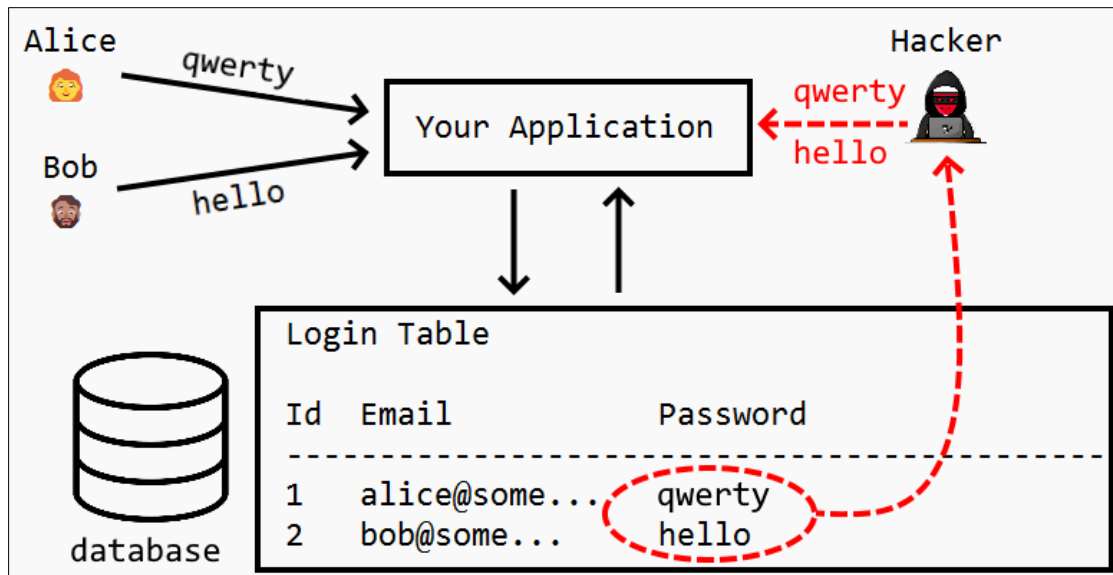 Alice
qwerty
Hacker
qwerty
Your Application
hello
Bob
hello
Login Table
Id Email Password
-------------------------------------------------------
1 alice@some... qwerty
2 bob@some... hello
database